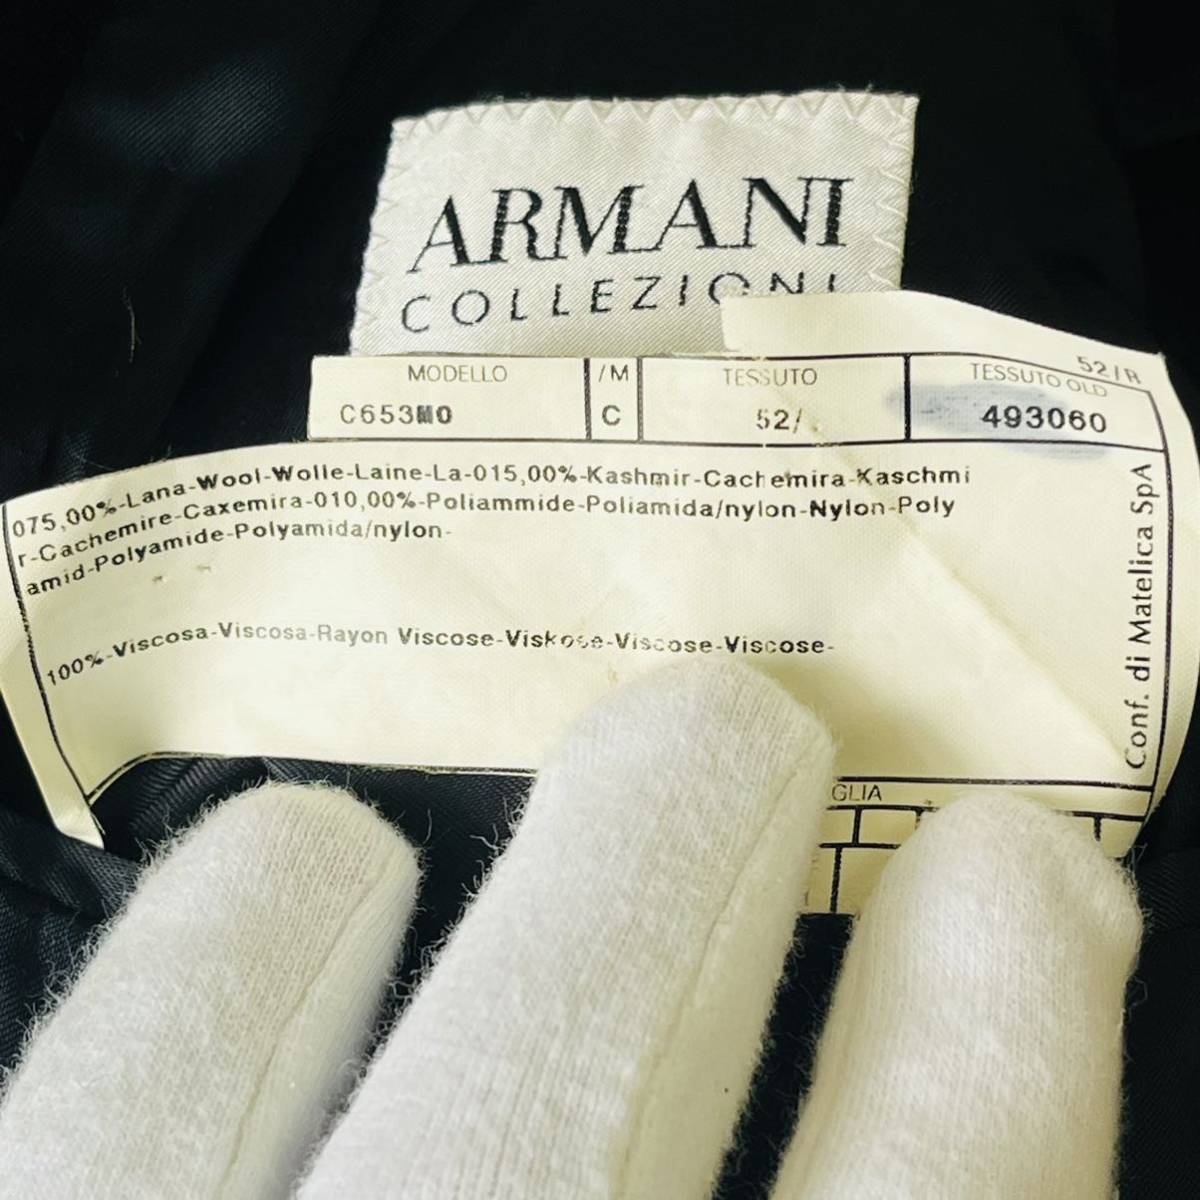 ARMANI
COLLEZIONI
52/R
MODELLO /M TESSUTO TESSUTO OLD
C653M0 C 52/ 493060
075,00%-Lana-Wool-Wolle-Laine-La-015,00%-Kashmir-Cachemira-Kaschmi
r-Cachemire-Caxemira-010,00%-Poliammide-Poliamida/nylon-Nylon-Poly
amid-Polyamide-Polyamida/nylon-
100%-Viscosa-Viscosa-Rayon Viscose-Viskose-Viscose-Viscose-
Conf. di Matelica SpA
GLIA